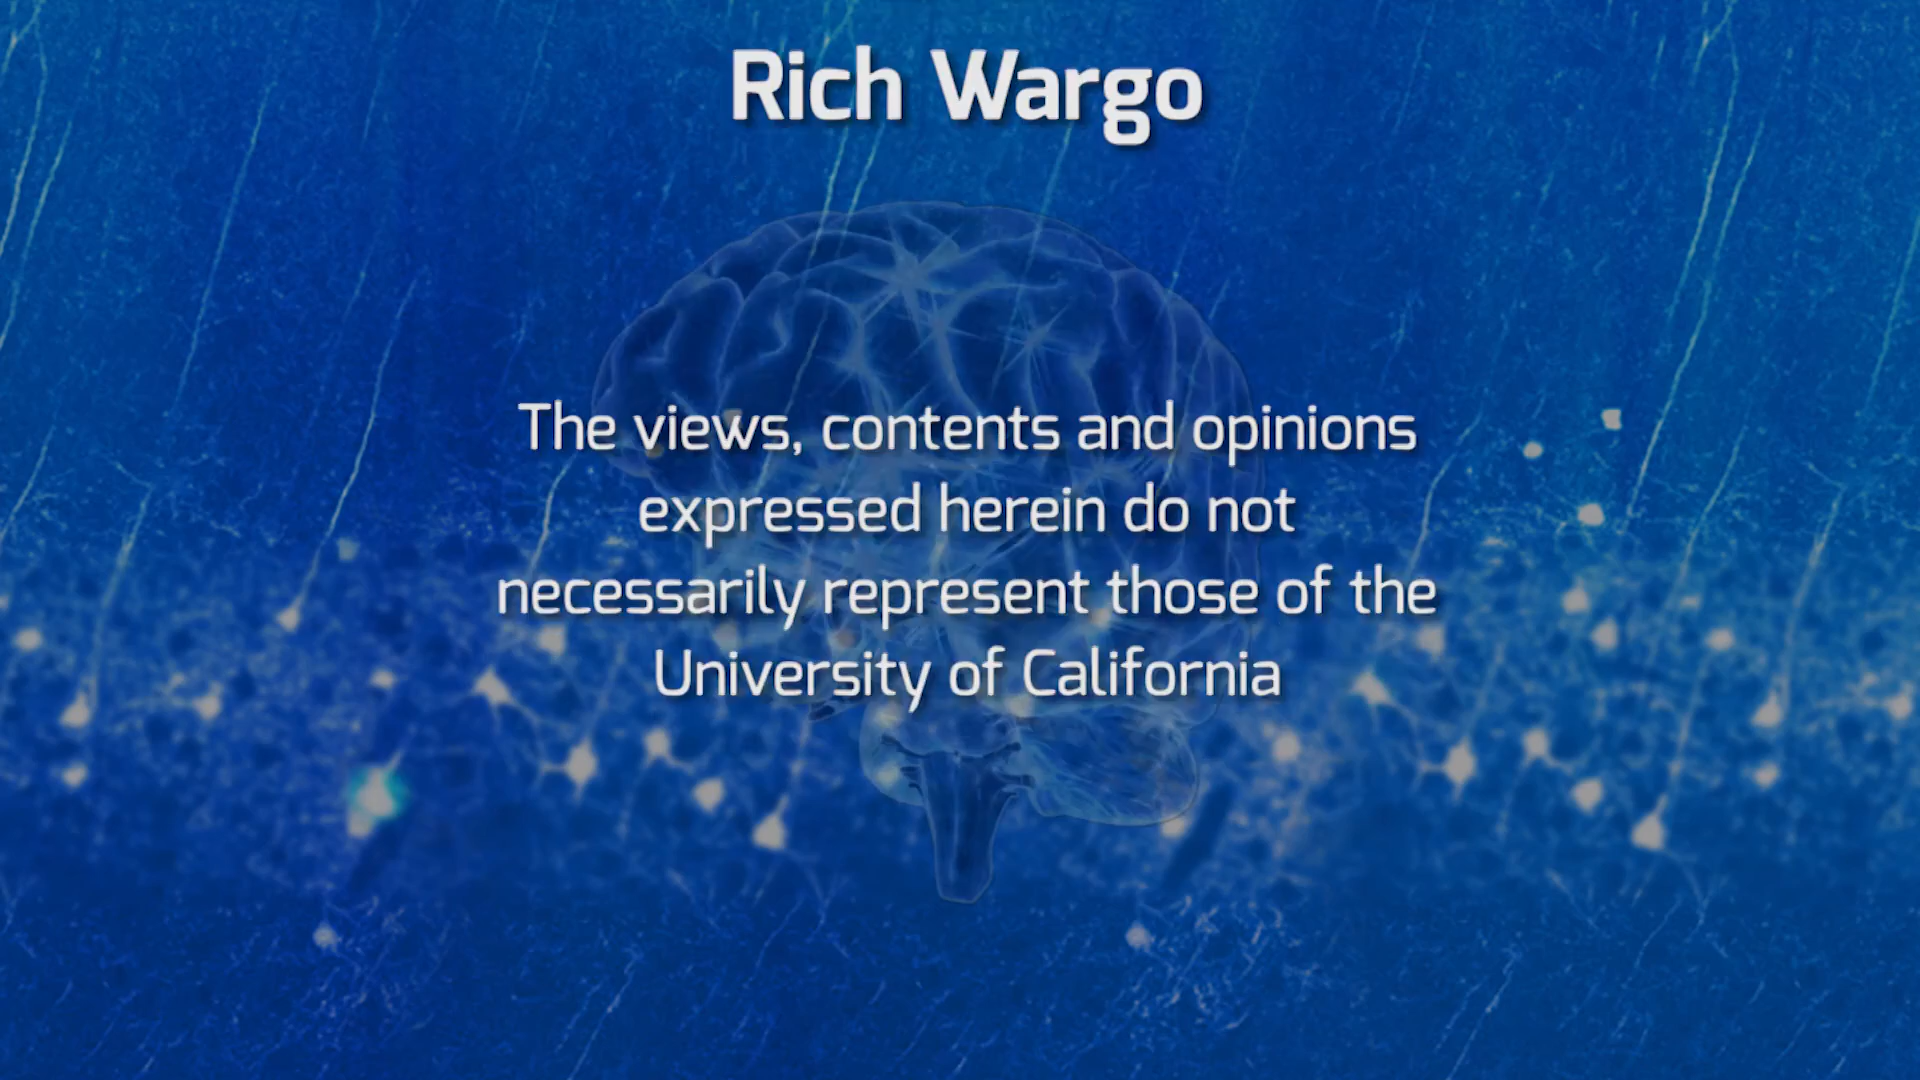 Rich Wargo
The views, contents and opinions
expressed herein do not
necessarily represent those of the
University of California